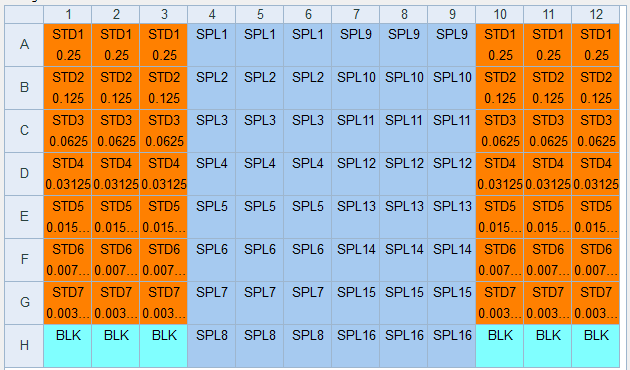 1 2 3 4 5 6 7 8 9 10 11 12
A STD1 STD1 STD1 SPL1 SPL1 SPL1 SPL9 SPL9 SPL9 STD1 STD1 STD1
0.25 0.25 0.25 0.25 0.25 0.25
B STD2 STD2 STD2 SPL2 SPL2 SPL2 SPL10 SPL10 SPL10 STD2 STD2 STD2
0.125 0.125 0.125 0.125 0.125 0.125
C STD3 STD3 STD3 SPL3 SPL3 SPL3 SPL11 SPL11 SPL11 STD3 STD3 STD3
0.0625 0.0625 0.0625 0.0625 0.0625 0.0625
D STD4 STD4 STD4 SPL4 SPL4 SPL4 SPL12 SPL12 SPL12 STD4 STD4 STD4
0.03125 0.03125 0.03125 0.03125 0.03125 0.03125
E STD5 STD5 STD5 SPL5 SPL5 SPL5 SPL13 SPL13 SPL13 STD5 STD5 STD5
0.015... 0.015... 0.015... 0.015... 0.015... 0.015...
F STD6 STD6 STD6 SPL6 SPL6 SPL6 SPL14 SPL14 SPL14 STD6 STD6 STD6
0.007... 0.007... 0.007... 0.007... 0.007... 0.007...
G STD7 STD7 STD7 SPL7 SPL7 SPL7 SPL15 SPL15 SPL15 STD7 STD7 STD7
0.003... 0.003... 0.003... 0.003... 0.003... 0.003...
H BLK BLK BLK SPL8 SPL8 SPL8 SPL16 SPL16 SPL16 BLK BLK BLK